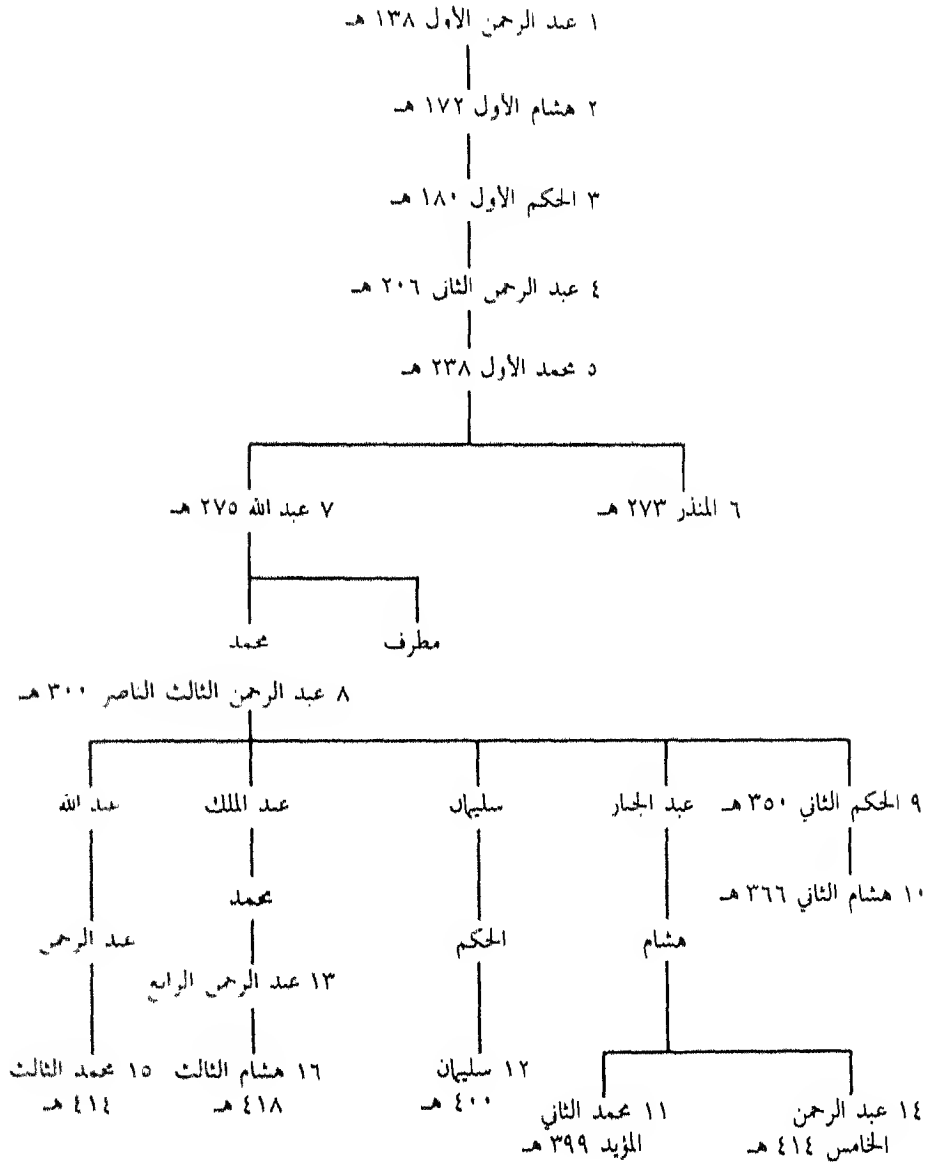 ١ عبد الرحمن الأول ١٣٨ هـ
٢ هشام الأول ١٧٢ هـ
٣ الحكم الأول ١٨٠ هـ
٤ عبد الرحمن الثاني ٢٠٦ هـ
٥ محمد الأول ٢٣٨ هـ
٦ المنذر ٢٧٣ هـ
٧ عبد الله ٢٧٥ هـ
مطرف
محمد
٨ عبد الرحمن الثالث الناصر ٣٠٠ هـ
٩ الحكم الثاني ٣٥٠ هـ
عبد الجبار
سليمان
عبد الملك
عبد الله
١٠ هشام الثاني ٣٦٦ هـ
محمد
هشام
الحكم
عبد الرحمن
١٣ عبد الرحمن الرابع
١٢ سليمان
٤٠٠ هـ
١٦ هشام الثالث
٤١٨ هـ
١٥ محمد الثالث
٤١٤ هـ
١٤ عبد الرحمن
الخامس ٤١٤ هـ
١١ محمد الثاني
المؤيد ٣٩٩ هـ